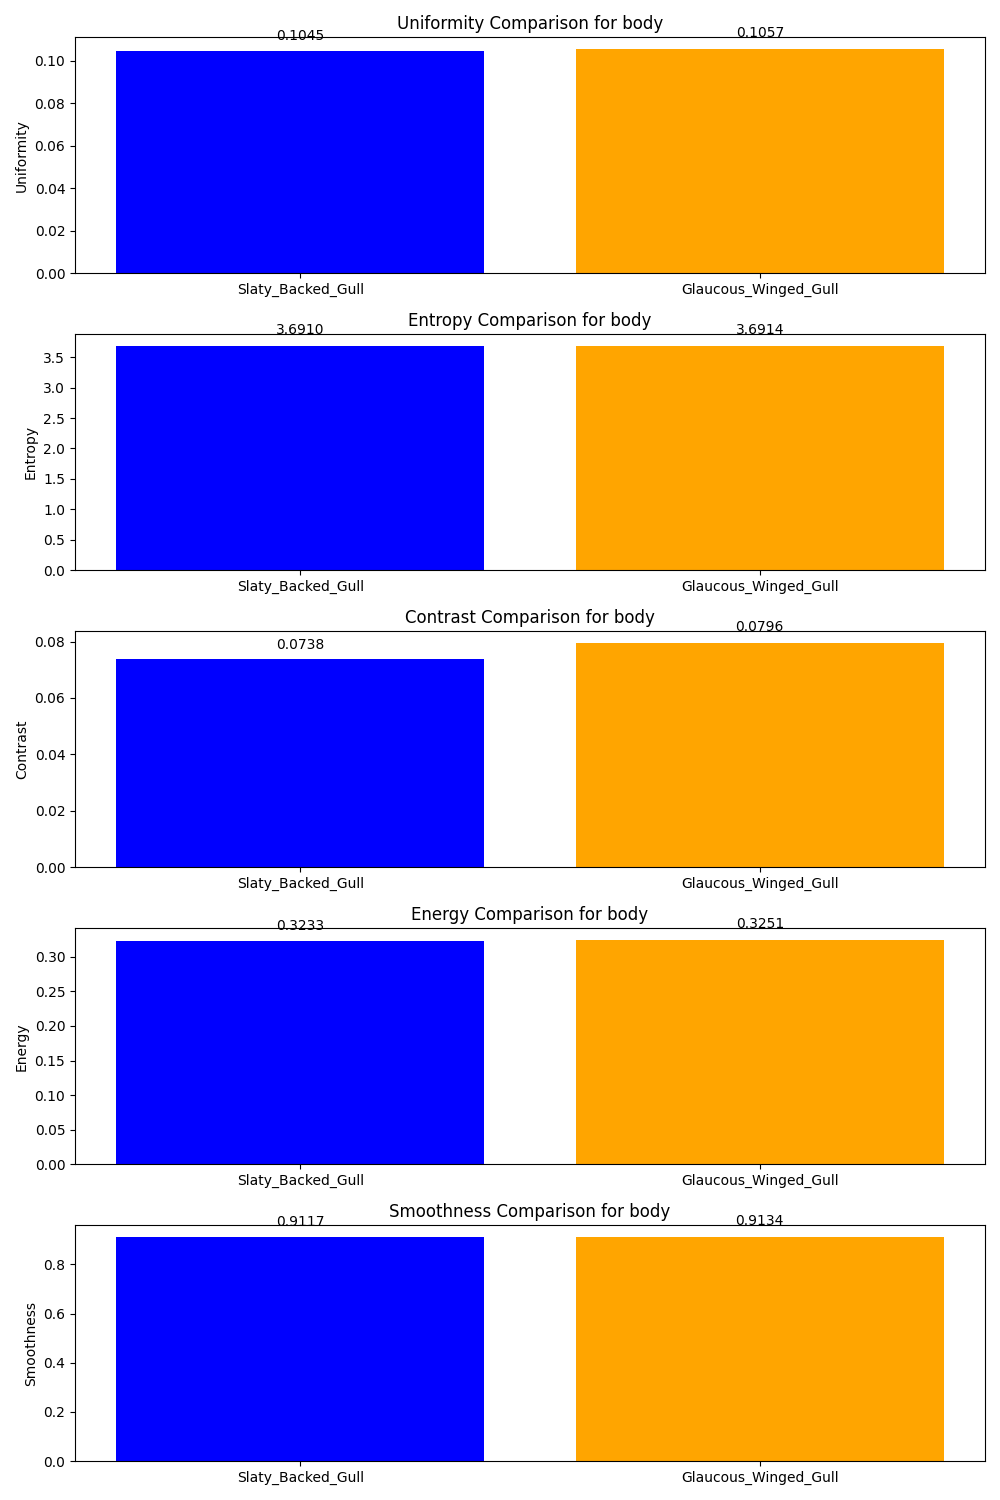 Uniformity Comparison for body
0.1045
0.1057
0.10
0.08
0.06
0.04
0.02
0.00
Uniformity
Slaty_Backed_Gull
Glaucous_Winged_Gull
Entropy Comparison for body
3.6910
3.6914
3.5
3.0
2.5
2.0
1.5
1.0
0.5
0.0
Entropy
Slaty_Backed_Gull
Glaucous_Winged_Gull
Contrast Comparison for body
0.0738
0.0796
0.08
0.06
0.04
0.02
0.00
Contrast
Slaty_Backed_Gull
Glaucous_Winged_Gull
Energy Comparison for body
0.3233
0.3251
0.30
0.25
0.20
0.15
0.10
0.05
0.00
Energy
Slaty_Backed_Gull
Glaucous_Winged_Gull
Smoothness Comparison for body
0.9117
0.9134
0.8
0.6
0.4
0.2
0.0
Smoothness
Slaty_Backed_Gull
Glaucous_Winged_Gull